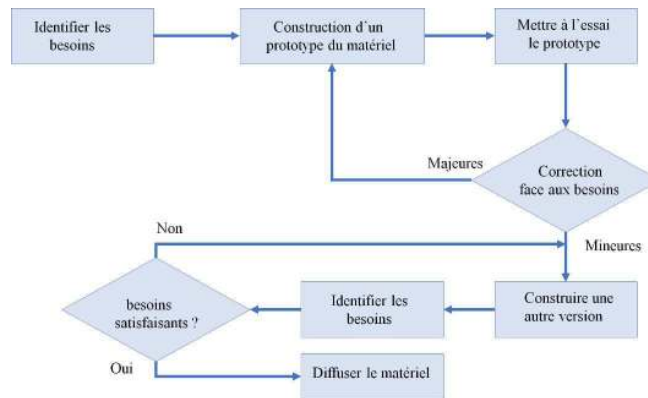 Identifier les
besoins
Construction d'un
prototype du matériel
Mettre à l'essai
le prototype
Majeures
Correction
face aux besoins
Non
Mineures
besoins
satisfaisants ?
Identifier les
besoins
Construire une
autre version
Oui
Diffuser le matériel